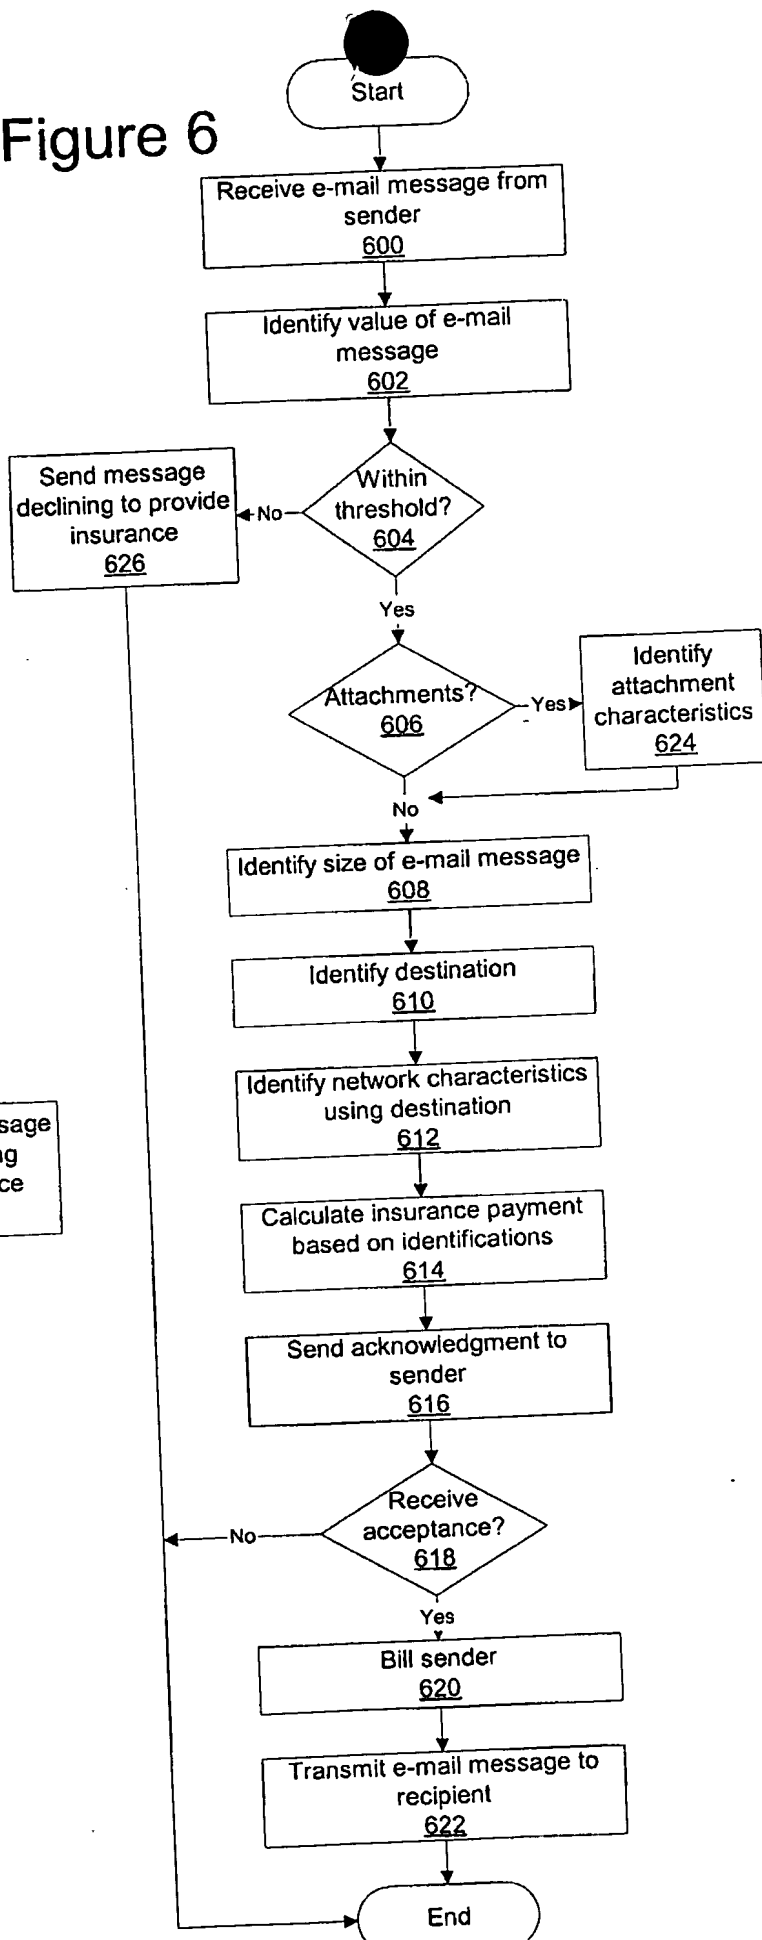 Figure 6
Start
Receive e-mail message from
sender
600
Identify value of e-mail
message
602
Within
threshold?
604
No
Send message
declining to provide
insurance
626
Yes
Attachments?
606
Yes
Identify
attachment
characteristics
624
No
Identify size of e-mail message
608
Identify destination
610
Identify network characteristics
using destination
612
sage
ng
ce
Calculate insurance payment
based on identifications
614
Send acknowledgment to
sender
616
Receive
acceptance?
618
No
Yes
Bill sender
620
Transmit e-mail message to
recipient
622
End